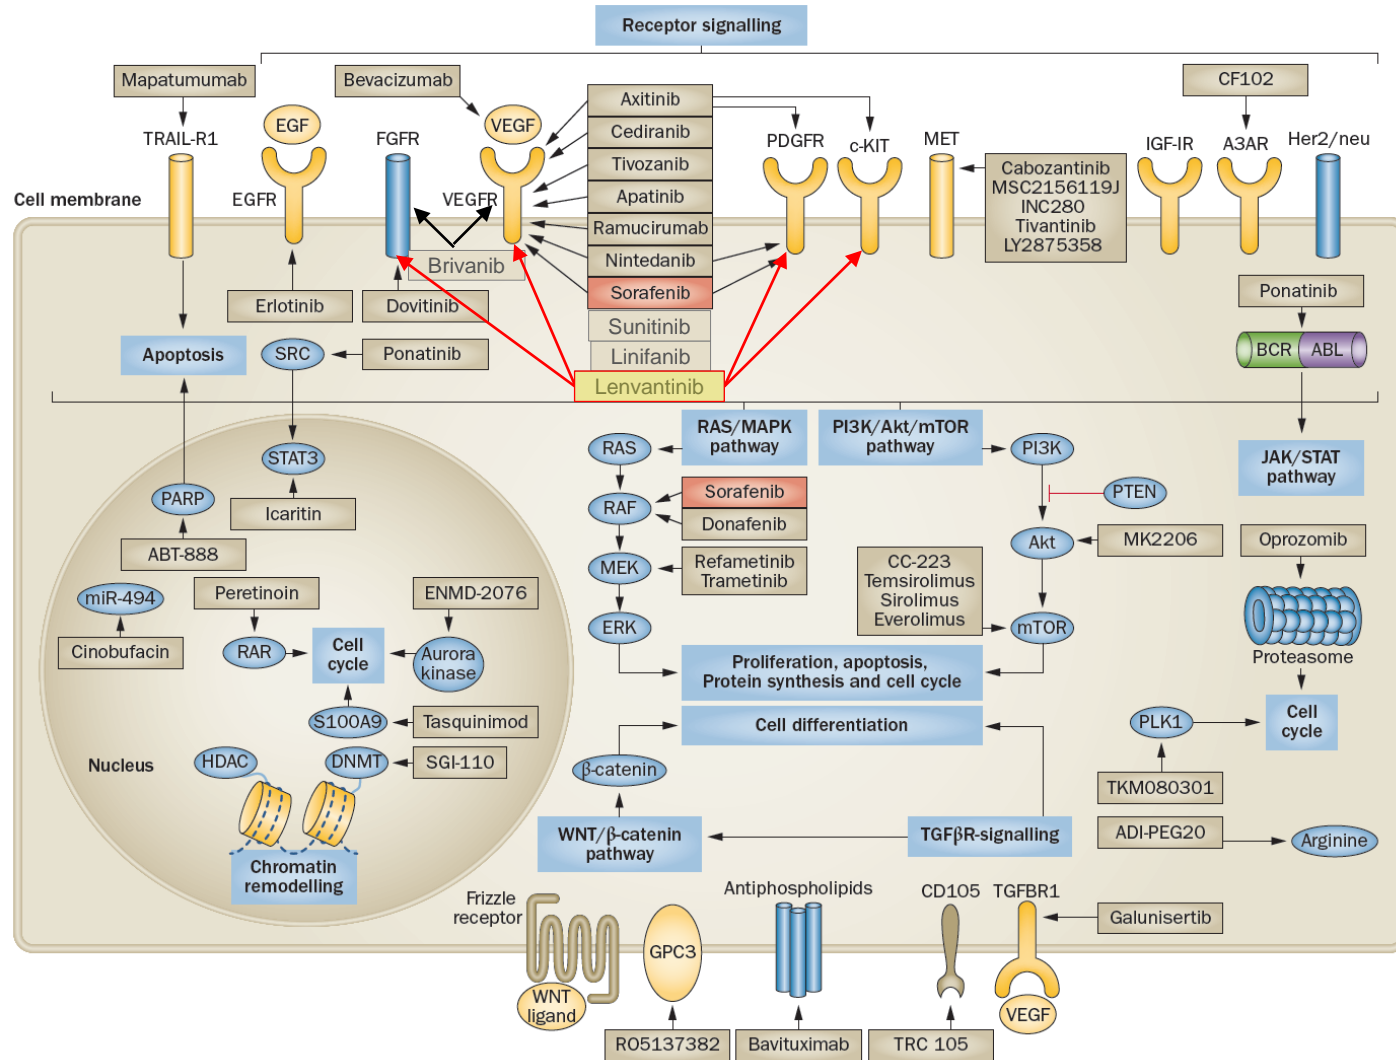 Receptor signalling
Mapatumumab
Bevacizumab
CF102
TRAIL-R1
EGF
FGFR
VEGF
Axitinib
Cediranib
Tivozanib
Apatinib
Ramucirumab
Nintedanib
Sorafenib
Sunitinib
Linifanib
Lenvantinib
PDGFR
c-KIT
MET
Cabozantinib
MSC2156119J
INC280
Tivantinib
LY2875358
IGF-IR
A3AR
Her2/neu
Cell membrane
EGFR
VEGFR
Brivanib
Erlotinib
Dovitinib
Ponatinib
Apoptosis
SRC
Ponatinib
BCR
ABL
RAS/MAPK
pathway
PI3K/Akt/mTOR
pathway
JAK/STAT
pathway
STAT3
RAS
PI3K
PARP
Icaritin
RAF
Sorafenib
Donafenib
PTEN
ABT-888
MEK
Refametinib
Trametinib
Akt
MK2206
Oprozomib
miR-494
Peretinoin
ENMD-2076
ERK
CC-223
Temsirolimus
Sirolimus
Everolimus
mTOR
Cinobufacin
RAR
Cell
cycle
Aurora
kinase
Proliferation, apoptosis,
Protein synthesis and cell cycle
Proteasome
S100A9
Tasquinimod
Cell differentiation
PLK1
Cell
cycle
Nucleus
HDAC
DNMT
SGI-110
β-catenin
TKM080301
WNT/β-catenin
pathway
TGFβR-signalling
ADI-PEG20
Arginine
Chromatin
remodelling
Frizzle
receptor
Antiphospholipids
CD105
TGFBR1
Galunisertib
GPC3
WNT
ligand
VEGF
RO5137382
Bavituximab
TRC 105